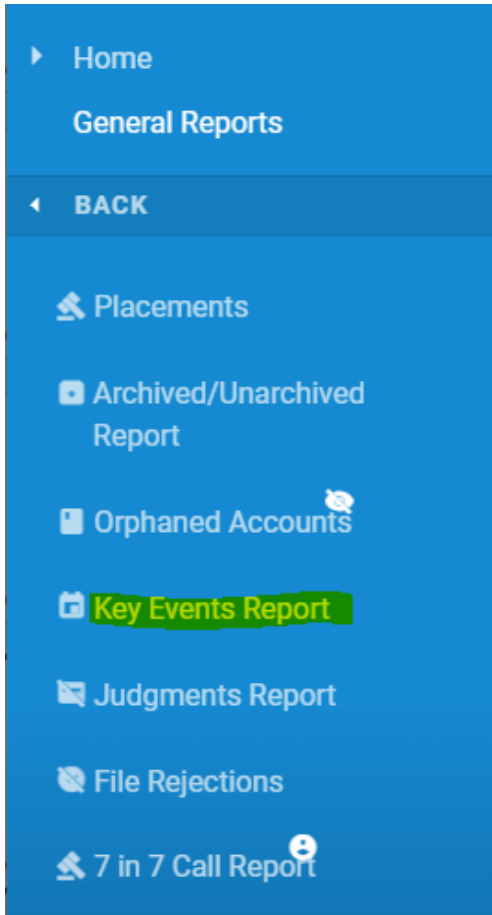 Home
General Reports
BACK
Placements
Archived/Unarchived
Report
Orphaned Accounts
Key Events Report
Judgments Report
File Rejections
7 in 7 Call Report